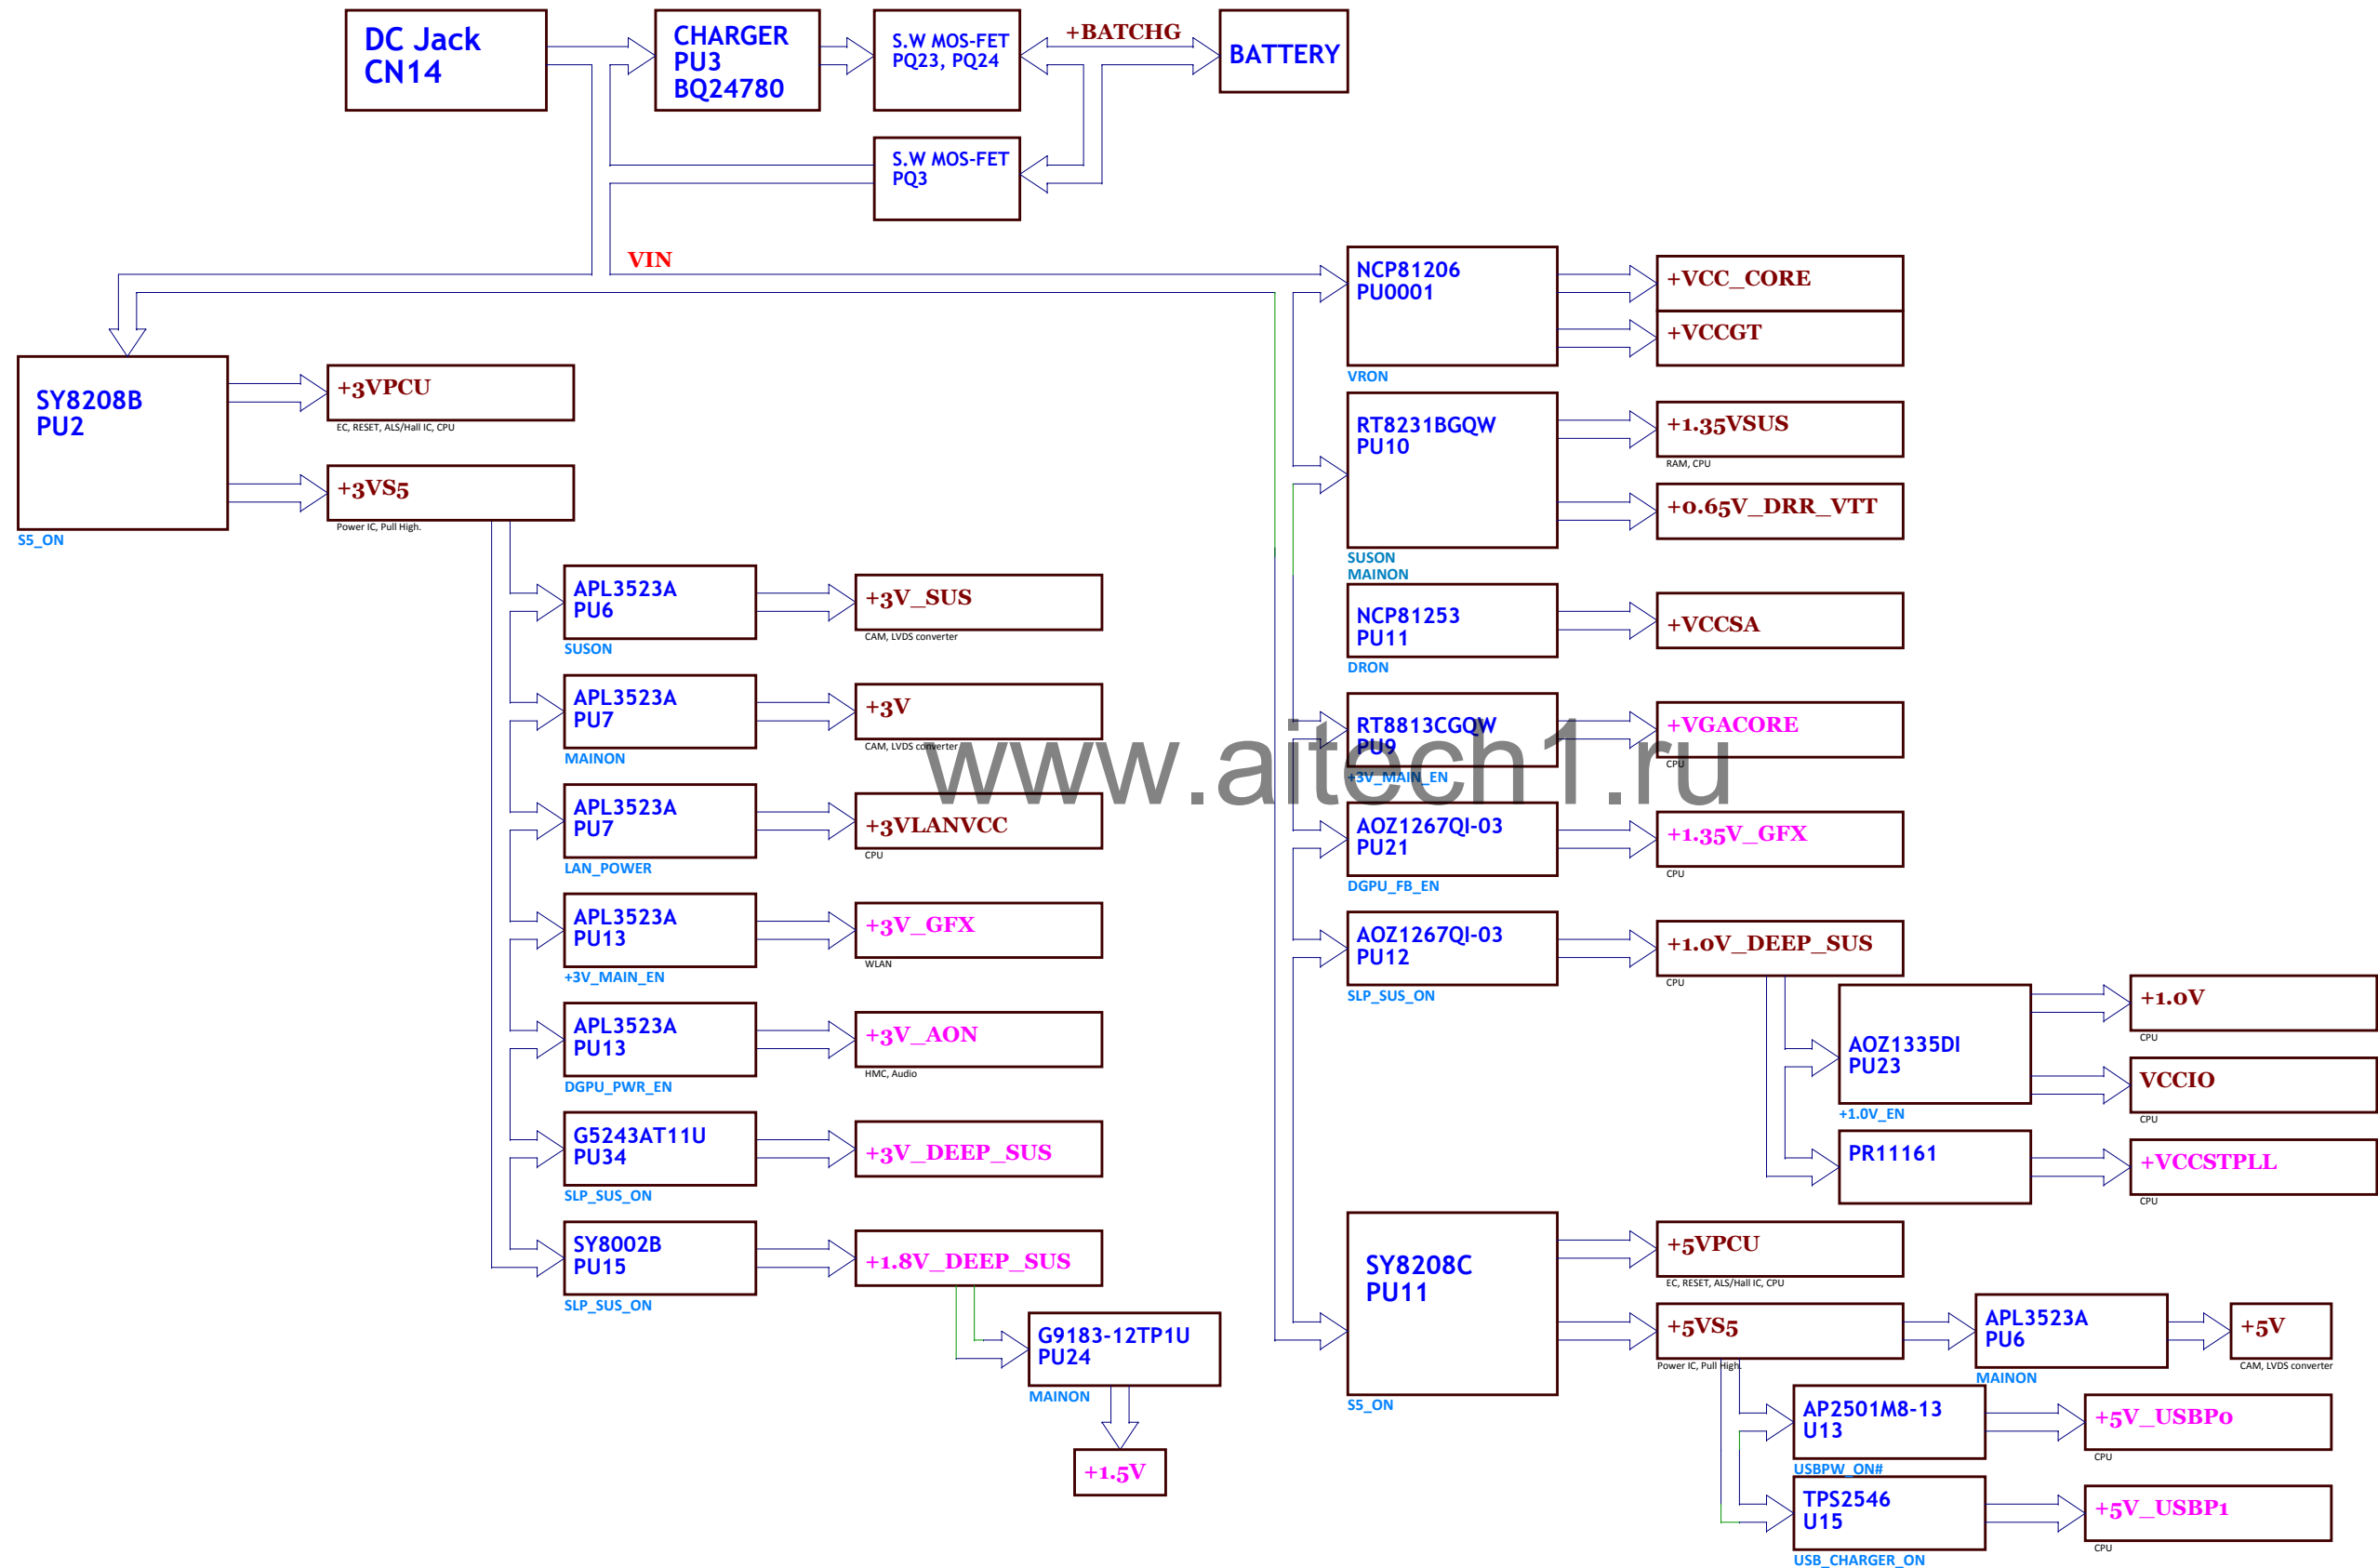 DC Jack
CN14
CHARGER
PU3
BQ24780
S.W MOS-FET
PQ23, PQ24
+BATCHG
BATTERY
S.W MOS-FET
PQ3
VIN
SY8208B
PU2
S5_ON
+3VPCU
EC, RESET, ALS/Hall IC, CPU
+3VS5
Power IC, Pull High.
APL3523A
PU6
SUSON
+3V_SUS
CAM, LVDS converter
APL3523A
PU7
MAINON
+3V
CAM, LVDS converter
APL3523A
PU7
LAN_POWER
+3VLANVCC
CPU
APL3523A
PU13
+3V_MAIN_EN
+3V_GFX
WLAN
APL3523A
PU13
DGPU_PWR_EN
+3V_AON
HMC, Audio
G5243AT11U
PU34
SLP_SUS_ON
+3V_DEEP_SUS
SY8002B
PU15
SLP_SUS_ON
+1.8V_DEEP_SUS
G9183-12TP1U
PU24
MAINON
+1.5V
NCP81206
PU0001
VRON
+VCC_CORE
+VCCGT
RT8231BGQW
PU10
SUSON
MAINON
+1.35VSUS
RAM, CPU
+0.65V_DRR_VTT
NCP81253
PU11
DRON
+VCCSA
RT8813CGQW
PU9
+3V_MAIN_EN
+VGACORE
CPU
www.aitech1.ru
AOZ1267QI-03
PU21
DGPU_FB_EN
+1.35V_GFX
CPU
AOZ1267QI-03
PU12
SLP_SUS_ON
+1.0V_DEEP_SUS
CPU
AOZ1335DI
PU23
+1.0V_EN
+1.0V
CPU
VCCIO
CPU
PR11161
+VCCSTPLL
CPU
SY8208C
PU11
S5_ON
+5VPCU
EC, RESET, ALS/Hall IC, CPU
+5VS5
Power IC, Pull High.
APL3523A
PU6
MAINON
+5V
CAM, LVDS converter
AP2501M8-13
U13
USBPW_ON#
+5V_USBP0
CPU
TPS2546
U15
USB_CHARGER_ON
+5V_USBP1
CPU